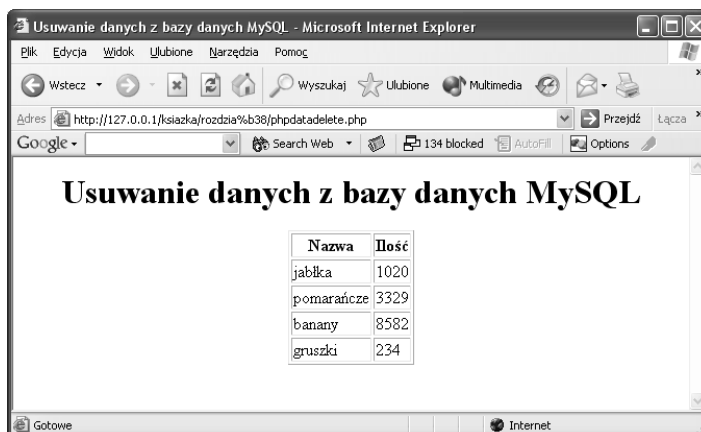 Usuwanie danych z bazy danych MySQL - Microsoft Internet Explorer
Plik Edycja Widok Ulubione Narzędzia Pomoc
Wstecz Wyszukaj Ulubione Multimedia »
Adres http://127.0.0.1/ksiazka/rozdzia%b38/phpdatadelete.php Przejdź Łącza »
Google Search Web 134 blocked AutoFill Options
Usuwanie danych z bazy danych MySQL
Nazwa Ilość
jabłka 1020
pomarańcze 3329
banany 8582
gruszki 234
Gotowe Internet